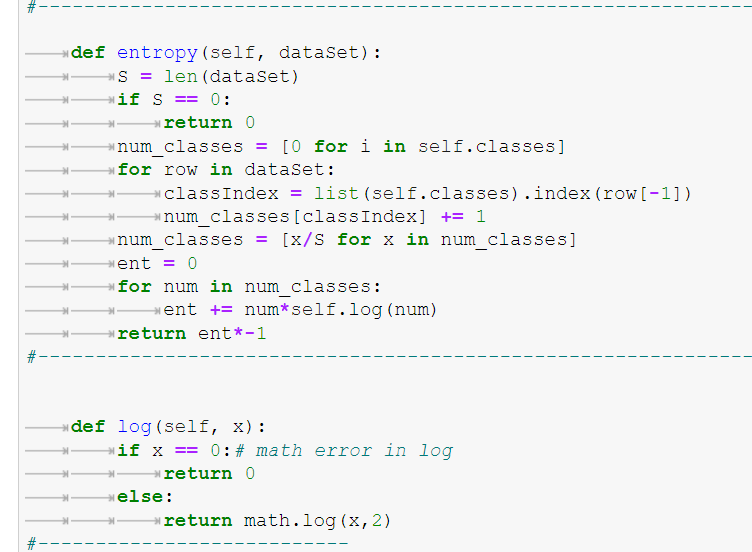 #---------------------------------------------------------------
def entropy(self, dataSet):
S = len(dataSet)
if S == 0:
return 0
num_classes = [0 for i in self.classes]
for row in dataSet:
classIndex = list(self.classes).index(row[-1])
num_classes[classIndex] += 1
num_classes = [x/S for x in num_classes]
ent = 0
for num in num_classes:
ent += num*self.log(num)
return ent*-1
#---------------------------------------------------------------
def log(self, x):
if x == 0:# math error in log
return 0
else:
return math.log(x,2)
#---------------------------